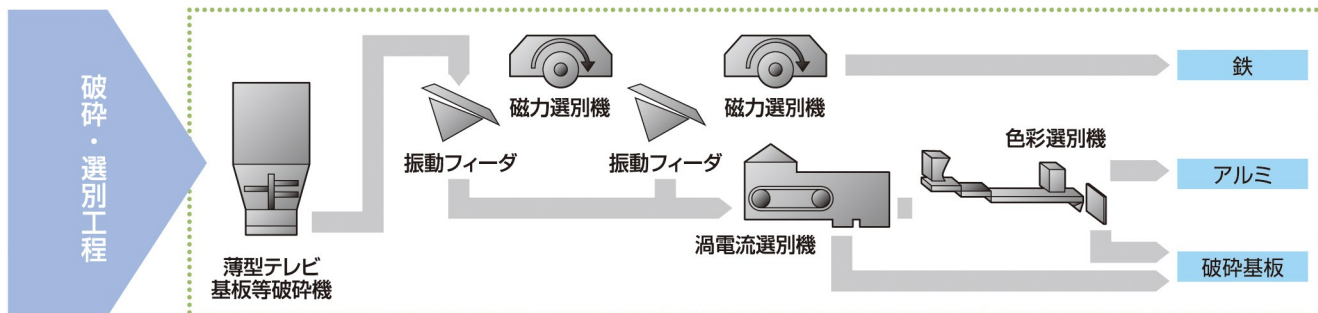 破砕・選別工程
薄型テレビ
基板等破砕機
振動フィーダ
磁力選別機
振動フィーダ
磁力選別機
渦電流選別機
色彩選別機
鉄
アルミ
破砕基板